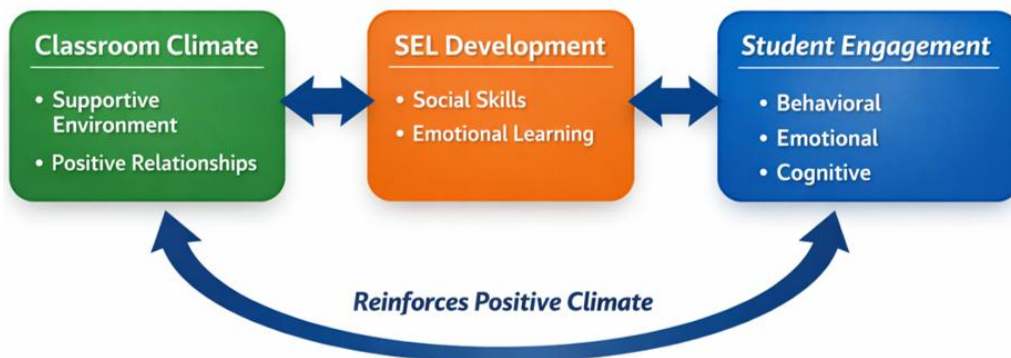 Classroom Climate
• Supportive
Environment
• Positive Relationships
SEL Development
• Social Skills
• Emotional Learning
Student Engagement
• Behavioral
• Emotional
• Cognitive
Reinforces Positive Climate